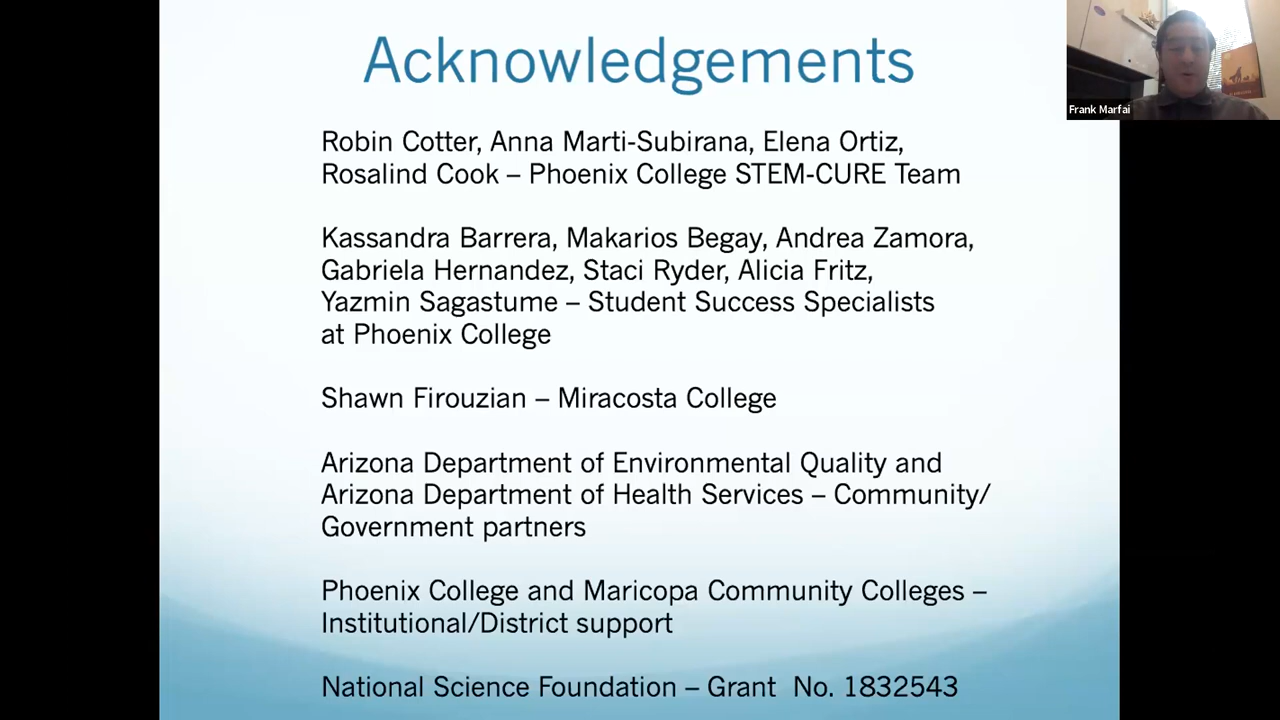 Acknowledgements
Frank Marfai
Robin Cotter, Anna Marti-Subirana, Elena Ortiz,
Rosalind Cook – Phoenix College STEM-CURE Team
Kassandra Barrera, Makarios Begay, Andrea Zamora,
Gabriela Hernandez, Staci Ryder, Alicia Fritz,
Yazmin Sagastume – Student Success Specialists
at Phoenix College
Shawn Firouzian – Miracosta College
Arizona Department of Environmental Quality and
Arizona Department of Health Services – Community/
Government partners
Phoenix College and Maricopa Community Colleges –
Institutional/District support
National Science Foundation – Grant  No. 1832543